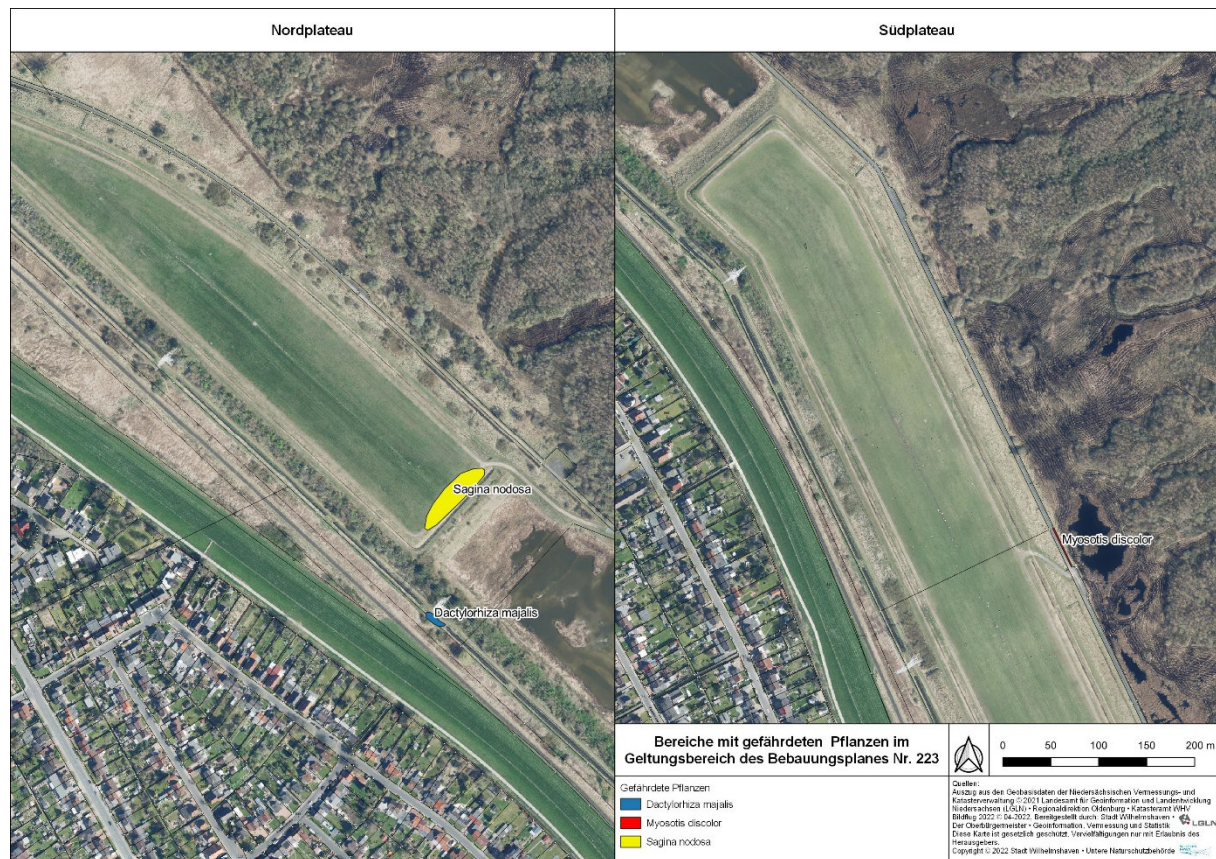 Nordplateau
Südplateau
Sagina nodosa
Dactylorhiza majalis
Myosotis discolor
Bereiche mit gefährdeten Pflanzen im
Geltungsbereich des Bebauungsplanes Nr. 223
0 50 100 150 200 m
Gefährdete Pflanzen
Dactylorhiza majalis
Myosotis discolor
Sagina nodosa
Quellen:
Auszug aus den Geobasisdaten der Niedersächsischen Vermessungs- und
Katasterverwaltung © 2021 Landesamt für Geoinformation und Landentwicklung
Niedersachsen (LGLN) • Regionaldirektion Oldenburg • Katasteramt WHV
Bildflug 2022 © 04-2022, Bereitgestellt durch: Stadt Wilhelmshaven •
Der Oberbürgermeister • Geoinformation, Vermessung und Statistik
LGLN
Diese Karte ist gesetzlich geschützt. Vervielfältigungen nur mit Erlaubnis des
Herausgebers.
Copyright © 2022 Stadt Wilhelmshaven • Untere Naturschutzbehörde